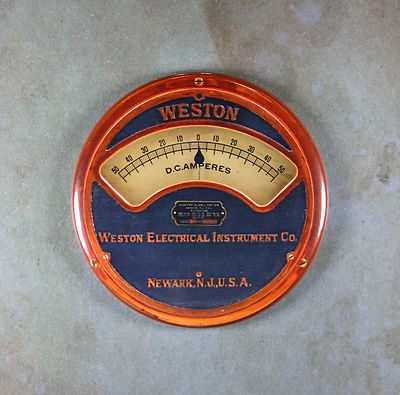 WESTON
50 40 30 20 10 0 10 20 30 40 50
D.C. AMPERES
WESTON ELECTRICAL INSTRUMENT CO.
NEWARK, N.J., U.S.A.